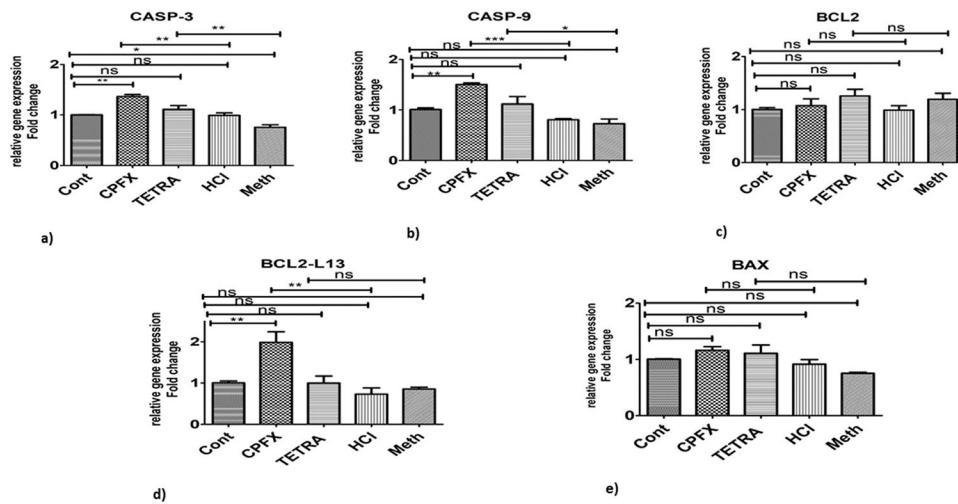 CASP-3
**
**
*
ns
ns
**
relative gene expression
Fold change
2
1
0
Cont
CPFX
TETRA
HCl
Meth
a)
CASP-9
*
***
ns
ns
ns
**
relative gene expression
Fold change
2
1
0
Cont
CPFX
TETRA
HCl
Meth
b)
BCL2
ns
ns
ns
ns
ns
ns
relative gene expression
Fold change
2
1
0
Cont
CPFX
TETRA
HCl
Meth
c)
BCL2-L13
ns
**
ns
ns
ns
**
relative gene expression
Fold change
2
1
0
Cont
CPFX
TETRA
HCl
Meth
d)
BAX
ns
ns
ns
ns
ns
ns
relative gene expression
Fold change
2
1
0
Cont
CPFX
TETRA
HCl
Meth
e)